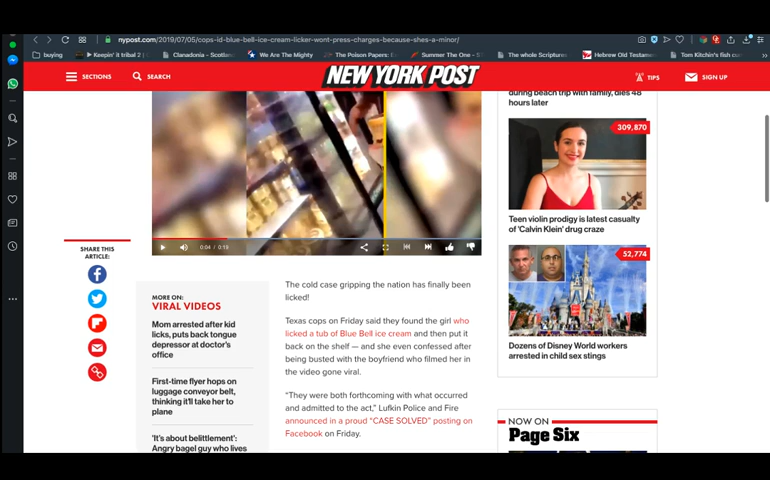 nypost.com/2019/07/05/cops-id-blue-bell-ice-cream-licker-wont-press-charges-because-shes-a-minor/
buying
Keepin' it tribal 2 |
Clanadonia – Scotlan
We Are The Mighty
The Poison Papers:
Summer The One -
The whole Scripture
Hebrew Old Testame
Tom Kitchin's fish cu
SECTIONS
SEARCH
NEW YORK POST
TIPS
SIGN UP
during beach trip with family, dies 48
hours later
309,870
Teen violin prodigy is latest casualty
of 'Calvin Klein' drug craze
52,774
Dozens of Disney World workers
arrested in child sex stings
NOW ON
Page Six
0:04 / 0:19
SHARE THIS
ARTICLE:
MORE ON:
VIRAL VIDEOS
Mom arrested after kid
licks, puts back tongue
depressor at doctor's
office
First-time flyer hops on
luggage conveyor belt,
thinking it'll take her to
plane
'It's about belittlement':
Angry bagel guy who lives
The cold case gripping the nation has finally been
licked!
Texas cops on Friday said they found the girl who
licked a tub of Blue Bell ice cream and then put it
back on the shelf — and she even confessed after
being busted with the boyfriend who filmed her in
the video gone viral.
“They were both forthcoming with what occurred
and admitted to the act,” Lufkin Police and Fire
announced in a proud “CASE SOLVED” posting on
Facebook on Friday.